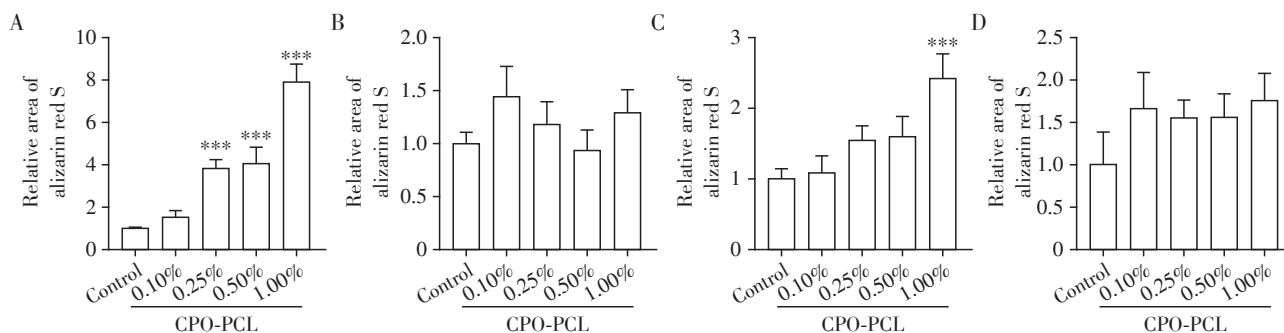 A
Relative area of
alizarin red S
10
8
6
4
2
0
***
***
***
Control
0.10%
0.25%
0.50%
1.00%
CPO-PCL
B
Relative area of
alizarin red S
2.0
1.5
1.0
0.5
0.0
Control
0.10%
0.25%
0.50%
1.00%
CPO-PCL
C
Relative area of
alizarin red S
3
2
1
0
***
Control
0.10%
0.25%
0.50%
1.00%
CPO-PCL
D
Relative area of
alizarin red S
2.5
2.0
1.5
1.0
0.5
0.0
Control
0.10%
0.25%
0.50%
1.00%
CPO-PCL